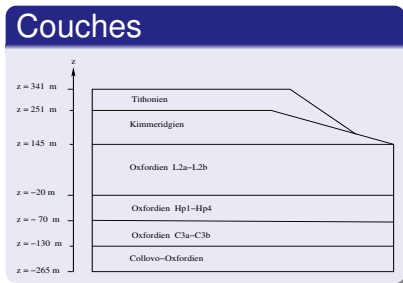 Couches
z
z = 341 m
Tithonien
z = 251 m
Kimmeridgien
z = 145 m
Oxfordien L2a−L2b
z = −20 m
Oxfordien Hp1−Hp4
z = − 70 m
Oxfordien C3a−C3b
z = −130 m
Collovo−Oxfordien
z = −265 m